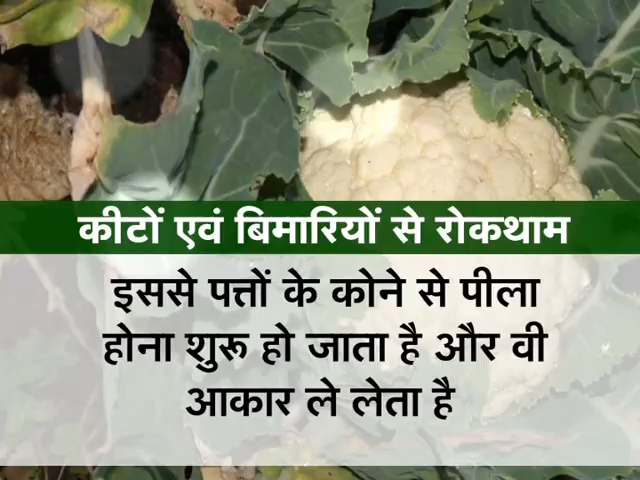 कीटों एवं बिमारियों से रोकथाम
इससे पत्तों के कोने से पीला
होना शुरू हो जाता है और वी
आकार ले लेता है